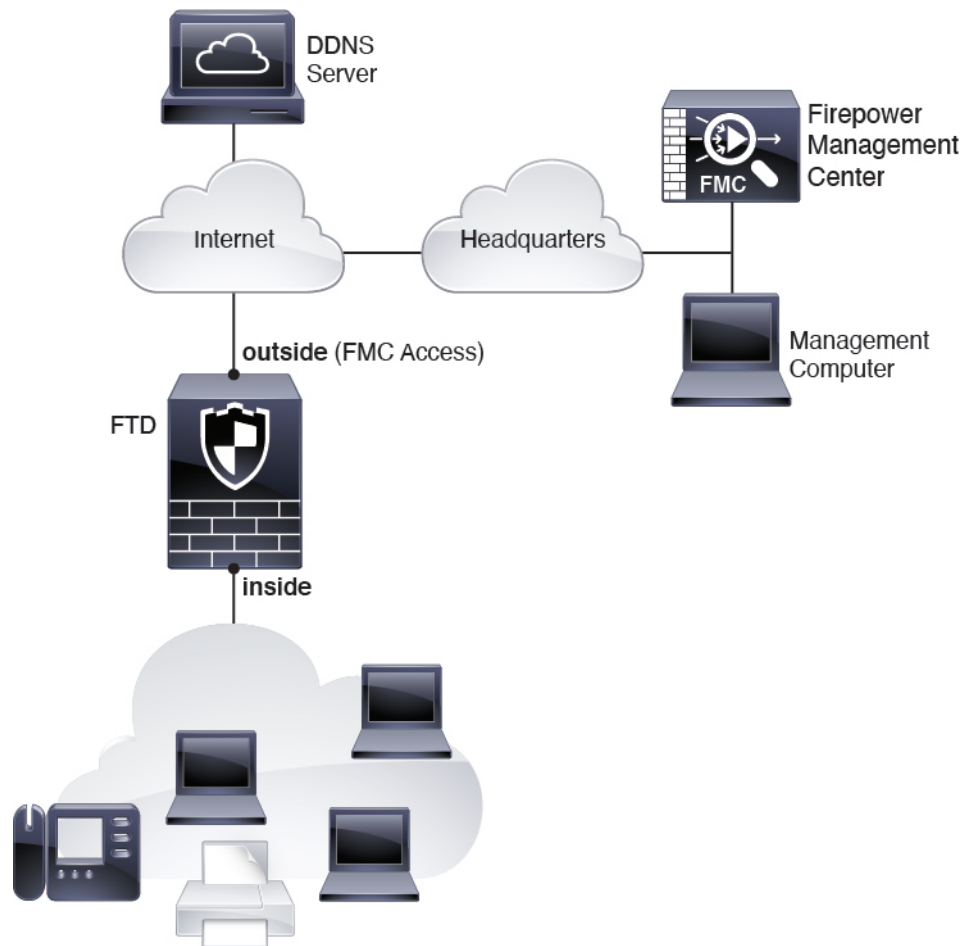 DDNS
Server
Firepower
Management
Center
FMC
Internet
Headquarters
Management
Computer
outside (FMC Access)
FTD
inside